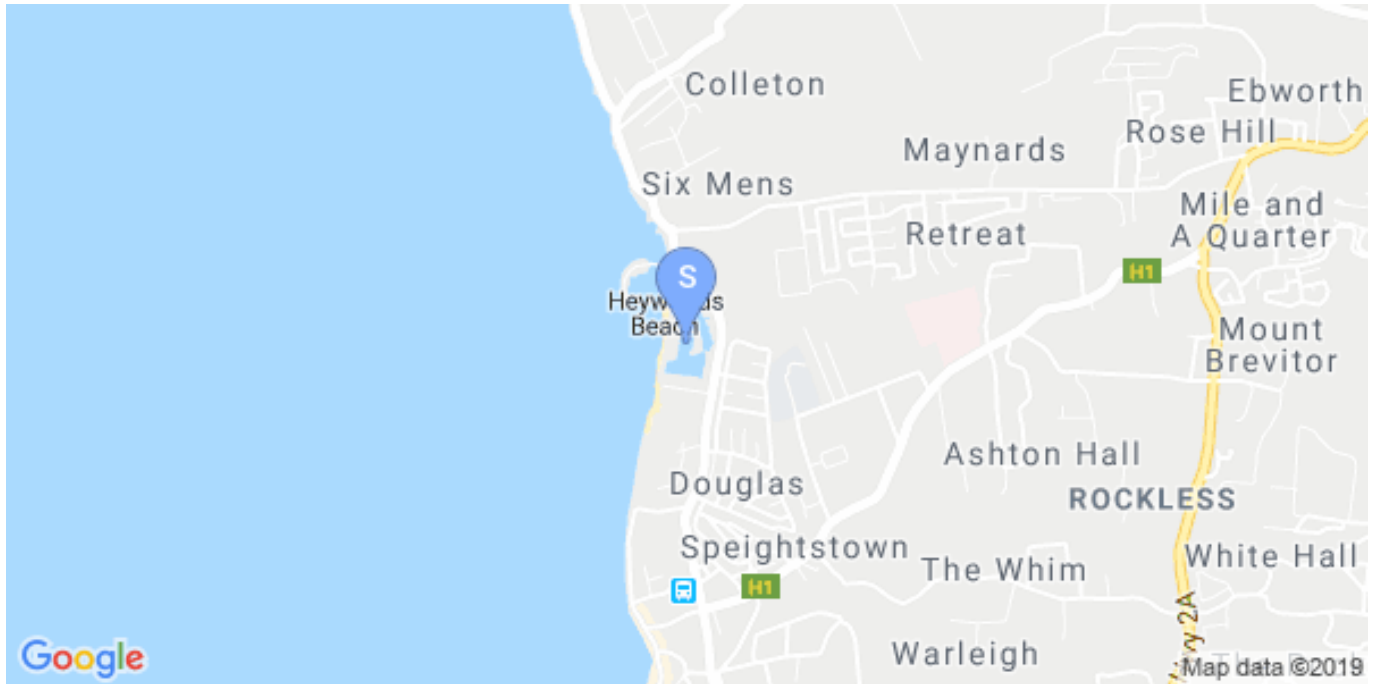 Colleton
Ebworth
Rose Hill
Maynards
Six Mens
Mile and
A Quarter
Retreat
H1
S
Beach
Mount
Brevitor
Ashton Hall
Douglas
ROCKLESS
Speightstown
White Hall
The Whim
H1
2A
Warleigh
Google
Map data ©2019